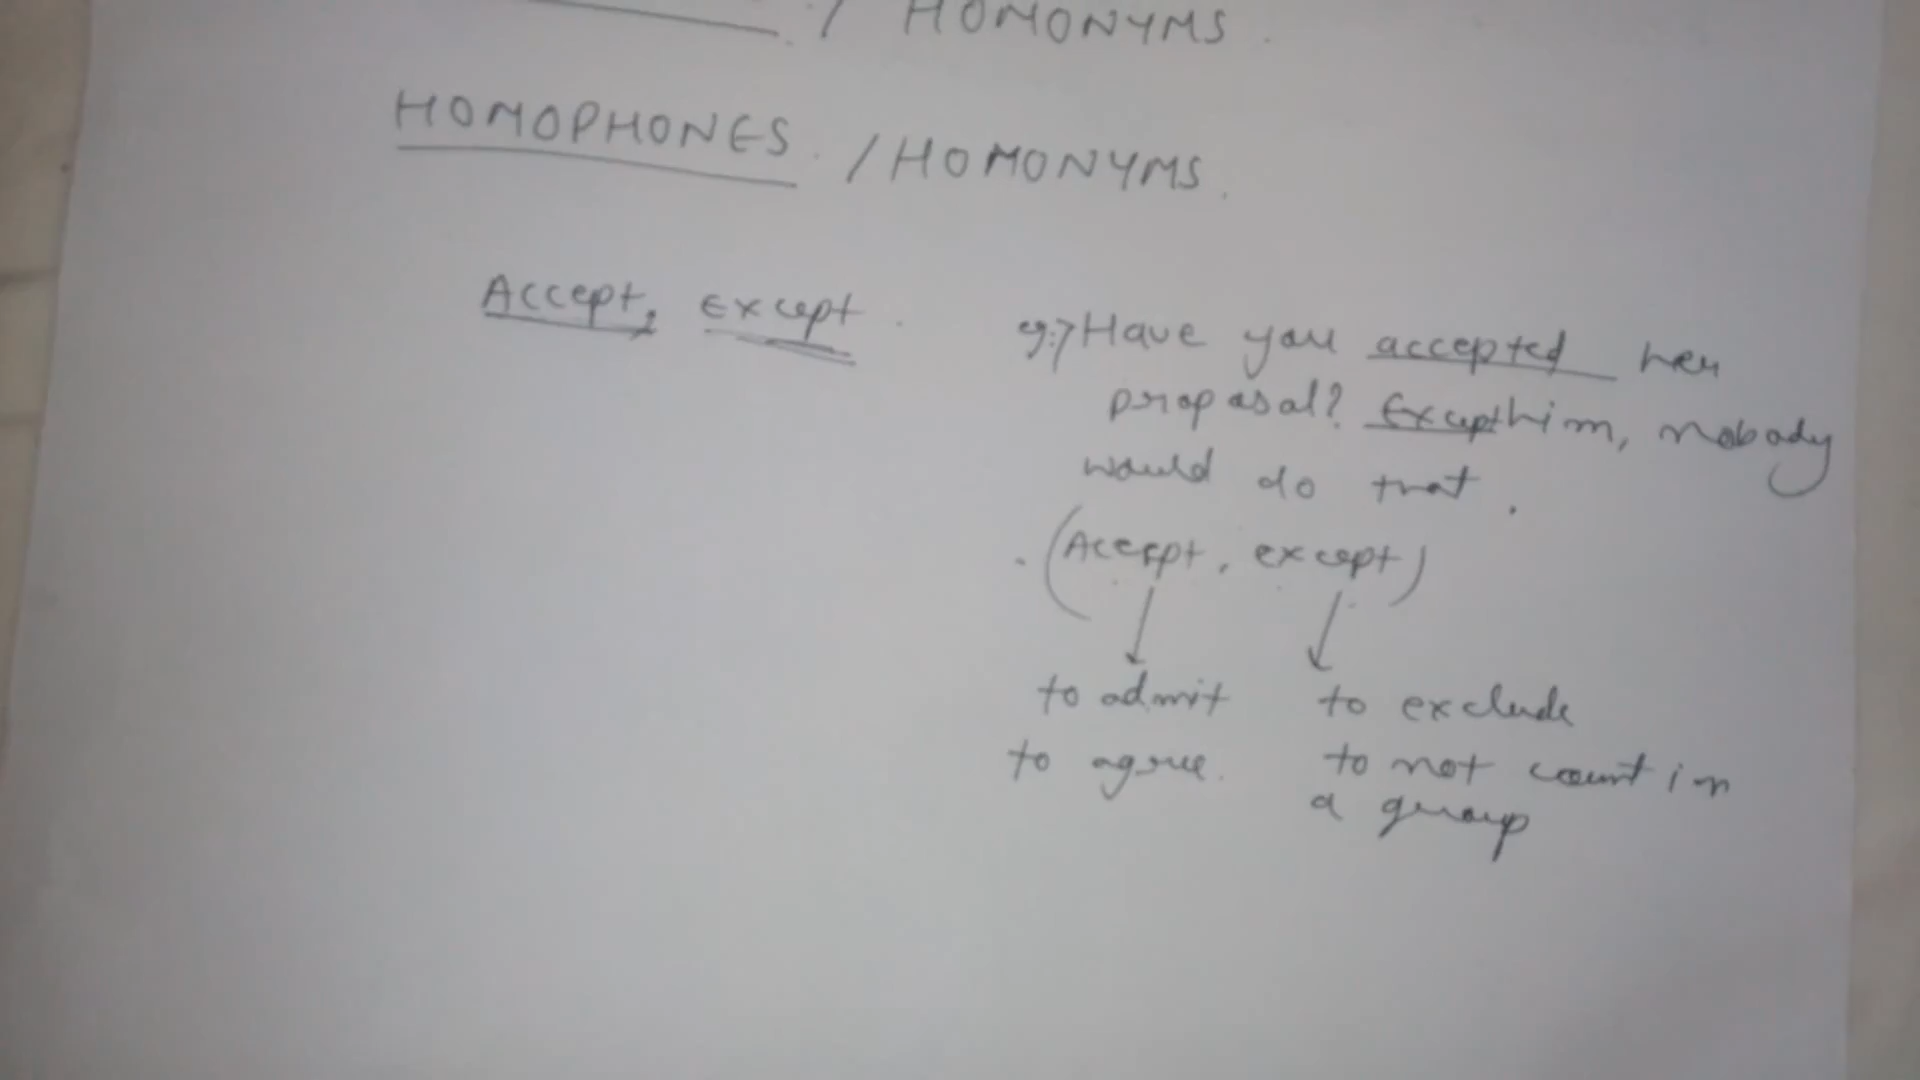 / HOMONYMS.
HOMOPHONES. / HOMONYMS.
Accept, Except.
eg:→ Have you accepted her
proposal? Except him, nobody
would do that.
(Accept, except)
to admit to exclude
to agree. to not count in
a group